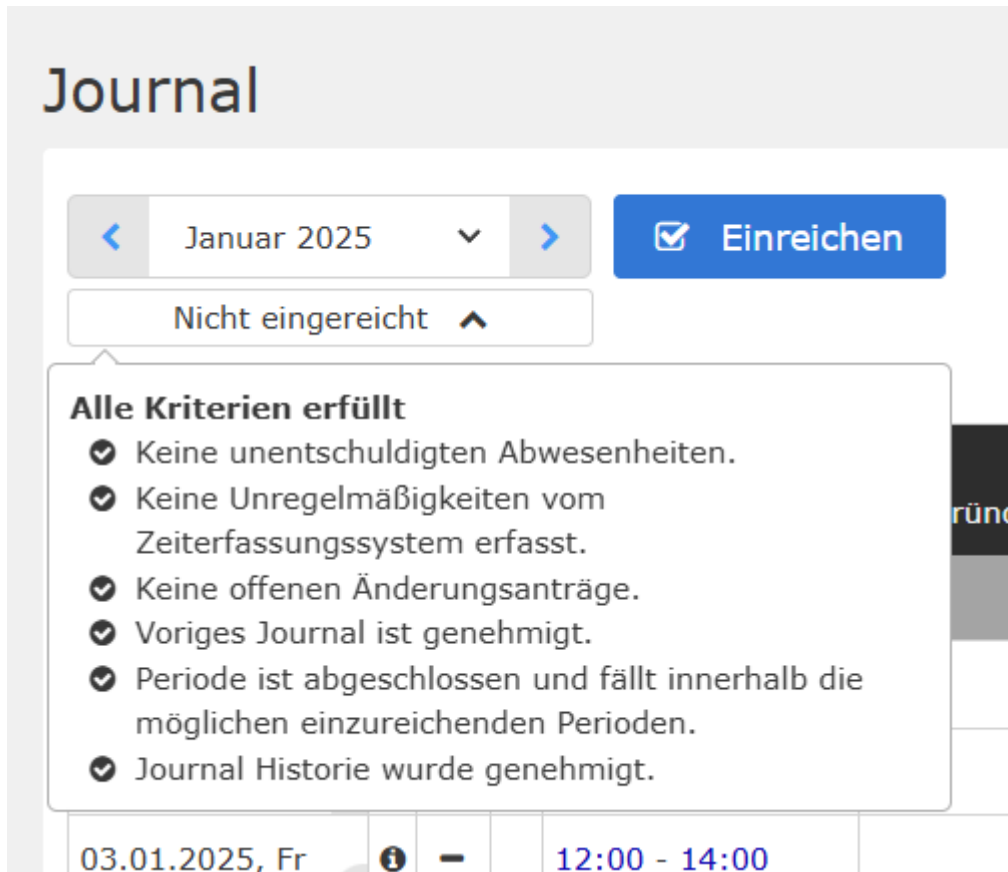 Journal
Januar 2025
Einreichen
Nicht eingereicht
Alle Kriterien erfüllt
Keine unentschuldigten Abwesenheiten.
Keine Unregelmäßigkeiten vom
Zeiterfassungssystem erfasst.
Keine offenen Änderungsanträge.
Voriges Journal ist genehmigt.
Periode ist abgeschlossen und fällt innerhalb die
möglichen einzureichenden Perioden.
Journal Historie wurde genehmigt.
03.01.2025, Fr
12:00 - 14:00